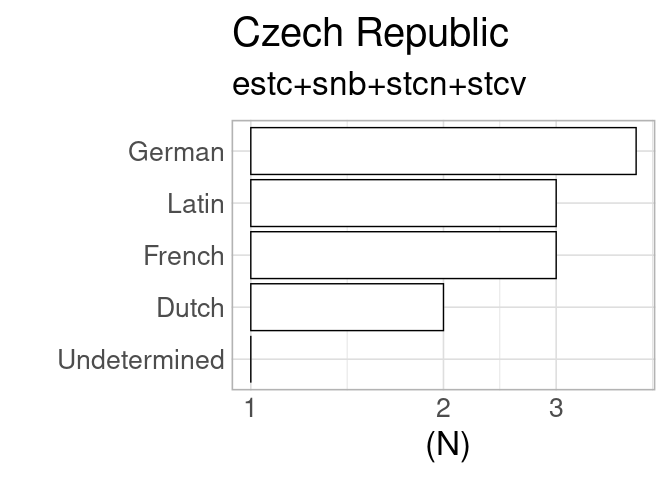 Czech Republic
estc+snb+stcn+stcv
German
Latin
French
Dutch
Undetermined
1 2 3
(N)